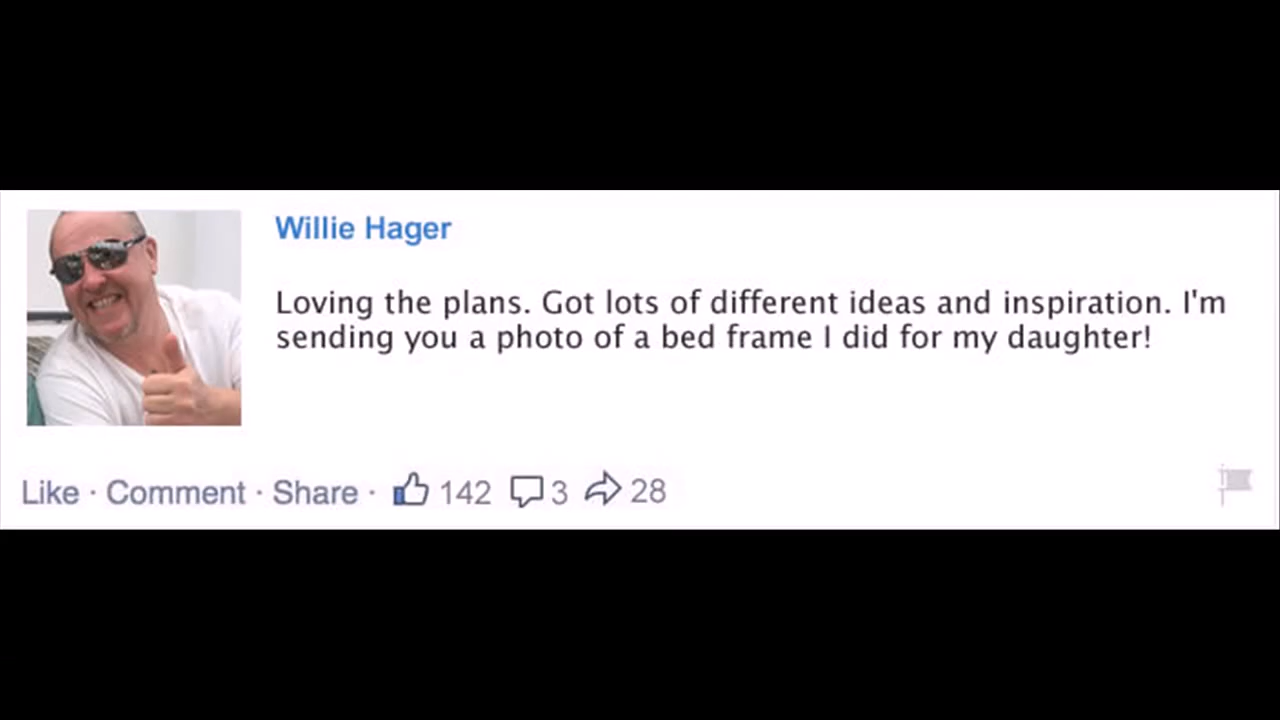 Willie Hager
Loving the plans. Got lots of different ideas and inspiration. I'm
sending you a photo of a bed frame I did for my daughter!
Like · Comment · Share · 142 3 28